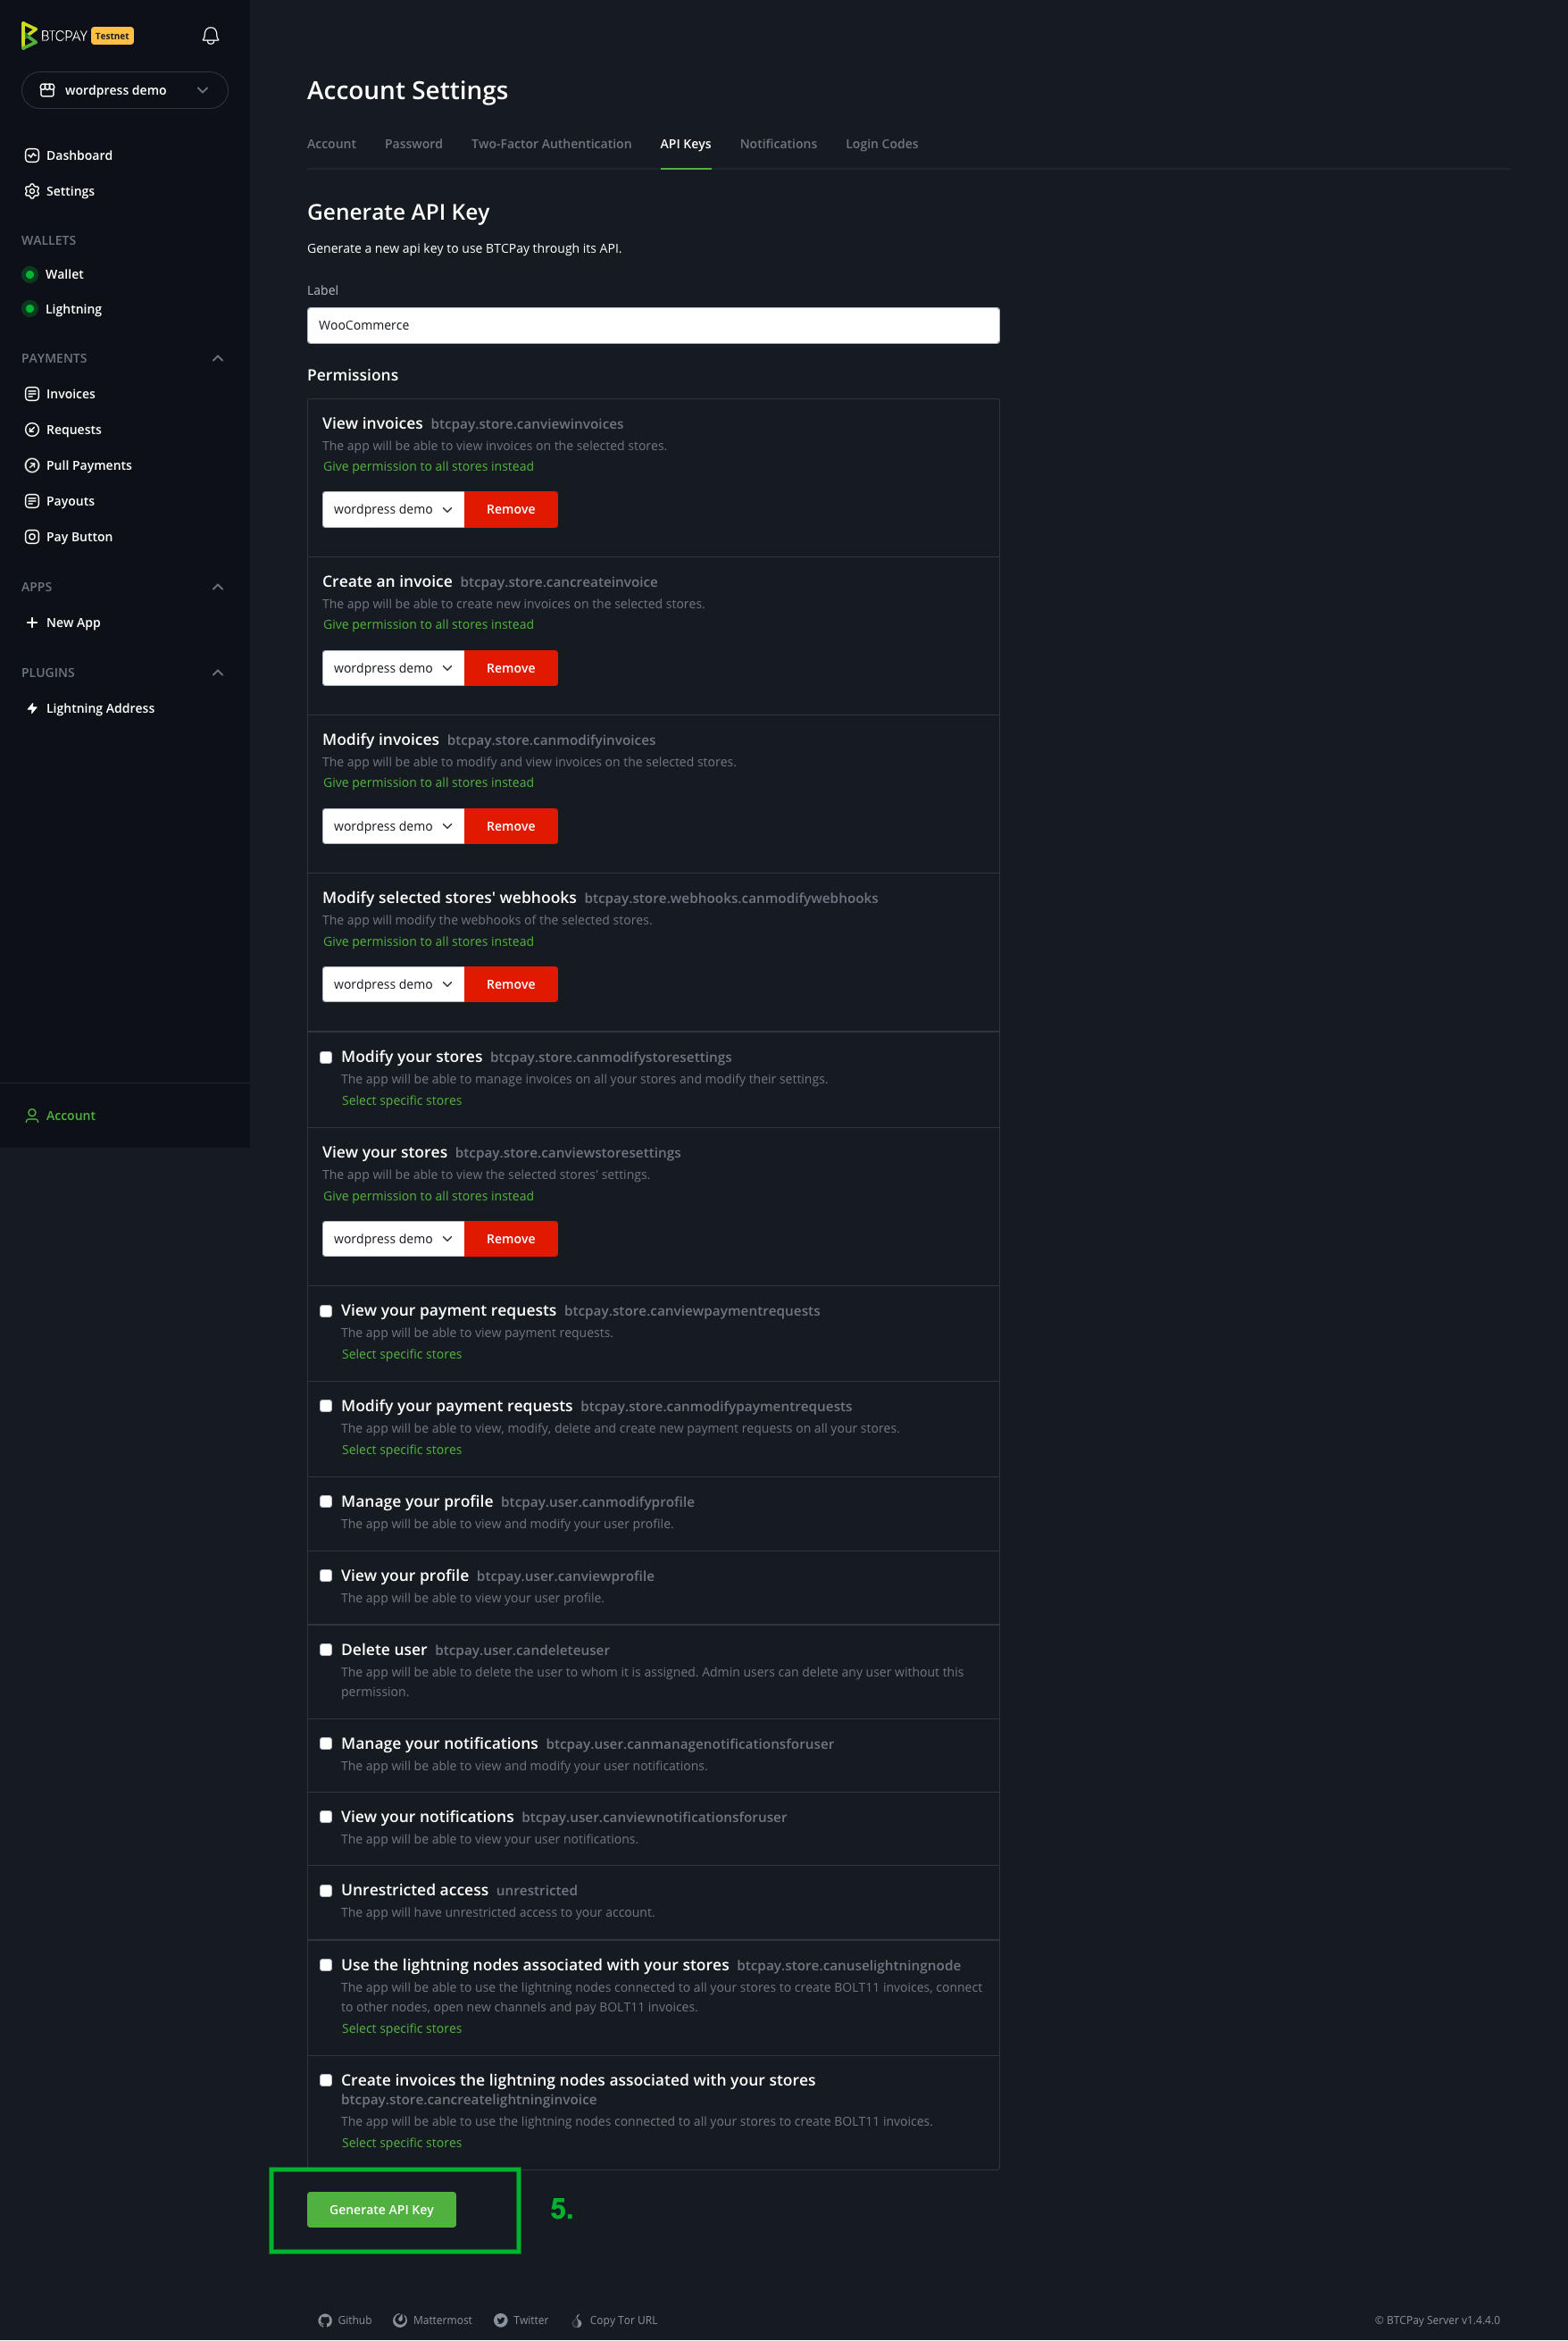 BTCPAY Testnet
wordpress demo
Dashboard
Settings
WALLETS
Wallet
Lightning
PAYMENTS
Invoices
Requests
Pull Payments
Payouts
Pay Button
APPS
New App
PLUGINS
Lightning Address
Account
Account Settings
Account Password Two-Factor Authentication API Keys Notifications Login Codes
Generate API Key
Generate a new api key to use BTCPay through its API.
Label
WooCommerce
Permissions
View invoices btcpay.store.canviewinvoices
The app will be able to view invoices on the selected stores.
Give permission to all stores instead
wordpress demo Remove
Create an invoice btcpay.store.cancreateinvoice
The app will be able to create new invoices on the selected stores.
Give permission to all stores instead
wordpress demo Remove
Modify invoices btcpay.store.canmodifyinvoices
The app will be able to modify and view invoices on the selected stores.
Give permission to all stores instead
wordpress demo Remove
Modify selected stores' webhooks btcpay.store.webhooks.canmodifywebhooks
The app will modify the webhooks of the selected stores.
Give permission to all stores instead
wordpress demo Remove
Modify your stores btcpay.store.canmodifystoresettings
The app will be able to manage invoices on all your stores and modify their settings.
Select specific stores
View your stores btcpay.store.canviewstoresettings
The app will be able to view the selected stores' settings.
Give permission to all stores instead
wordpress demo Remove
View your payment requests btcpay.store.canviewpaymentrequests
The app will be able to view payment requests.
Select specific stores
Modify your payment requests btcpay.store.canmodifypaymentrequests
The app will be able to view, modify, delete and create new payment requests on all your stores.
Select specific stores
Manage your profile btcpay.user.canmodifyprofile
The app will be able to view and modify your user profile.
View your profile btcpay.user.canviewprofile
The app will be able to view your user profile.
Delete user btcpay.user.candeleteuser
The app will be able to delete the user to whom it is assigned. Admin users can delete any user without this
permission.
Manage your notifications btcpay.user.canmanagenotificationsforuser
The app will be able to view and modify your user notifications.
View your notifications btcpay.user.canviewnotificationsforuser
The app will be able to view your user notifications.
Unrestricted access unrestricted
The app will have unrestricted access to your account.
Use the lightning nodes associated with your stores btcpay.store.canuselightningnode
The app will be able to use the lightning nodes connected to all your stores to create BOLT11 invoices, connect
to other nodes, open new channels and pay BOLT11 invoices.
Select specific stores
Create invoices the lightning nodes associated with your stores
btcpay.store.cancreatelightninginvoice
The app will be able to use the lightning nodes connected to all your stores to create BOLT11 invoices.
Select specific stores
Generate API Key 5.
Github Mattermost Twitter Copy Tor URL © BTCPay Server v1.4.4.0